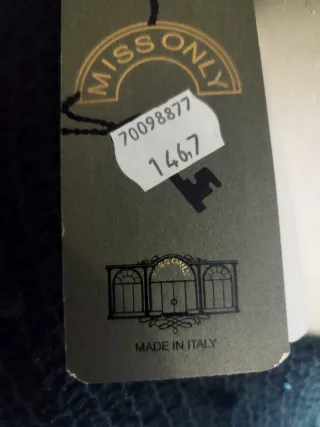 MISS ONLY
70098877
146,7
MISS ONLY
MADE IN ITALY